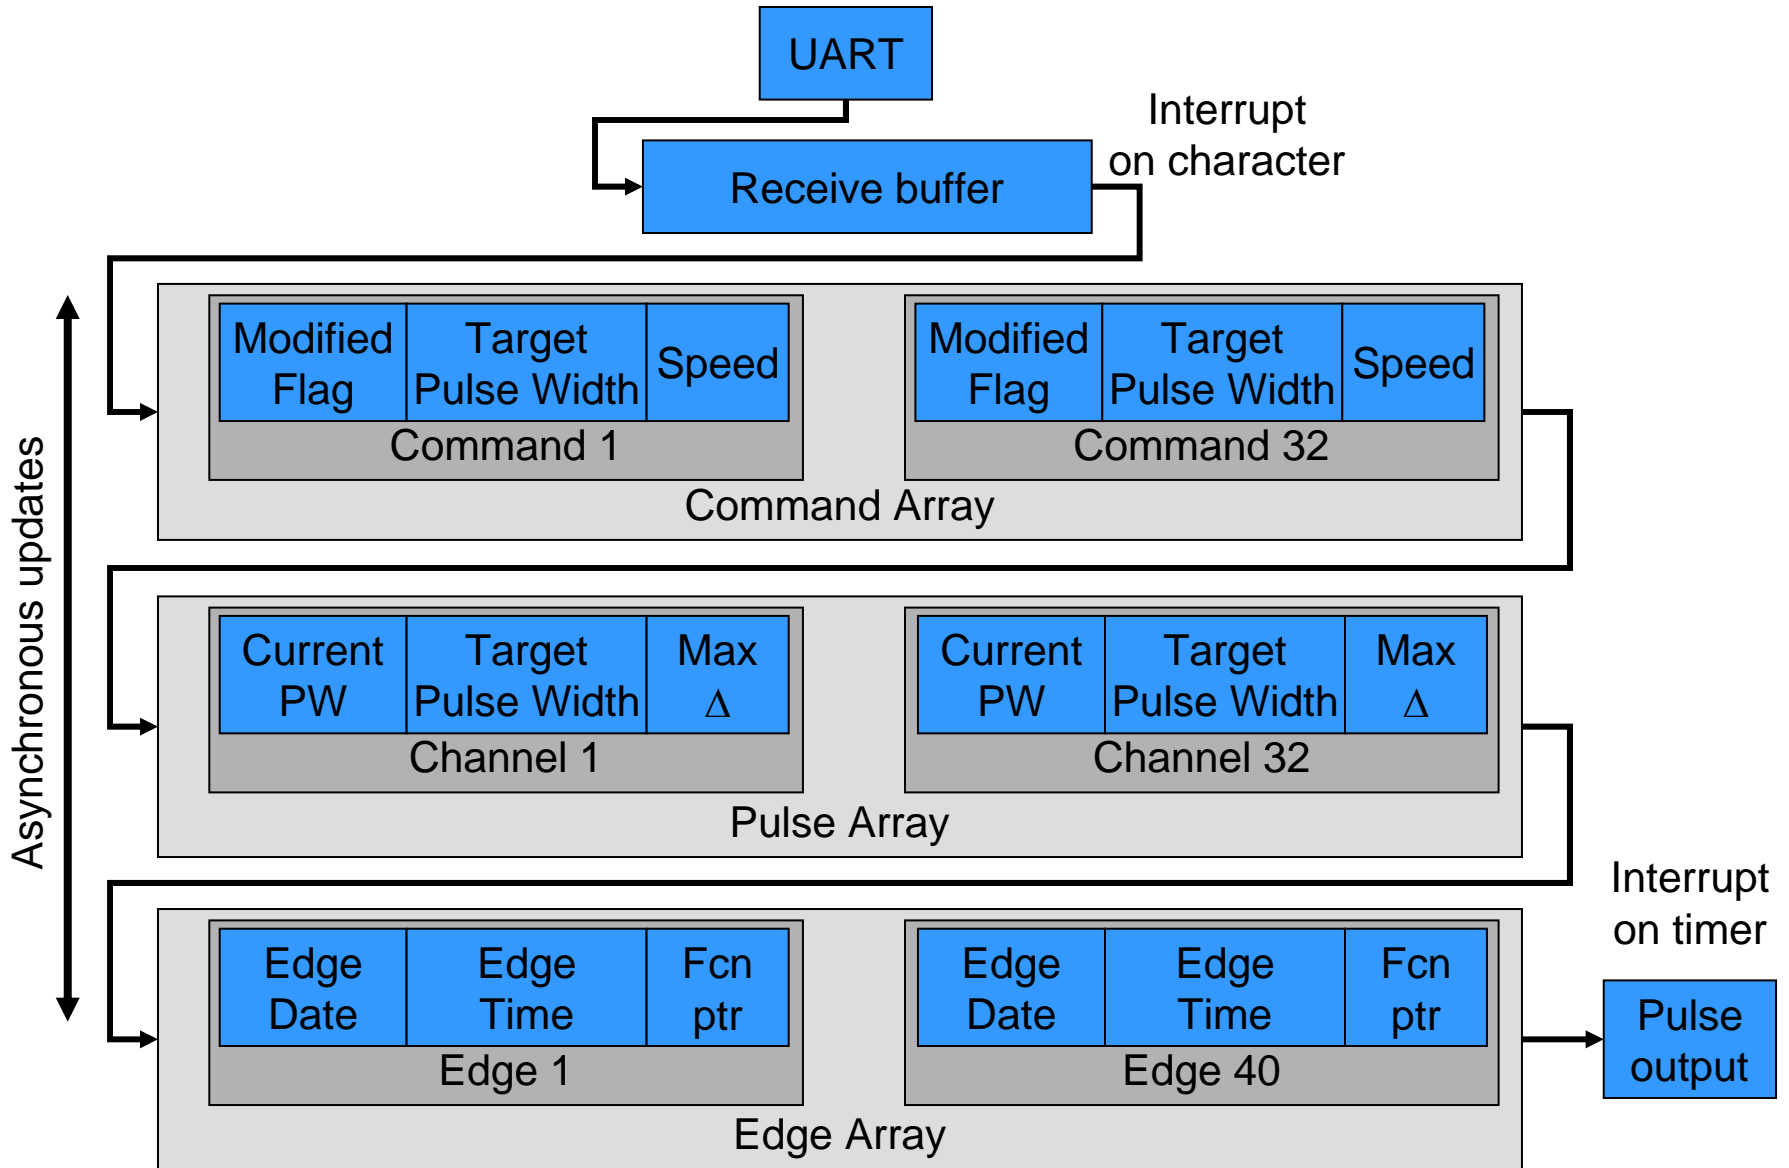 UART
Interrupt
on character
Receive buffer
Modified
Flag
Target
Pulse Width
Speed
Command 1
Modified
Flag
Target
Pulse Width
Speed
Command 32
Command Array
Asynchronous updates
Current
PW
Target
Pulse Width
Max
Δ
Channel 1
Current
PW
Target
Pulse Width
Max
Δ
Channel 32
Pulse Array
Edge
Date
Edge
Time
Fcn
ptr
Edge 1
Edge
Date
Edge
Time
Fcn
ptr
Edge 40
Edge Array
Interrupt
on timer
Pulse
output